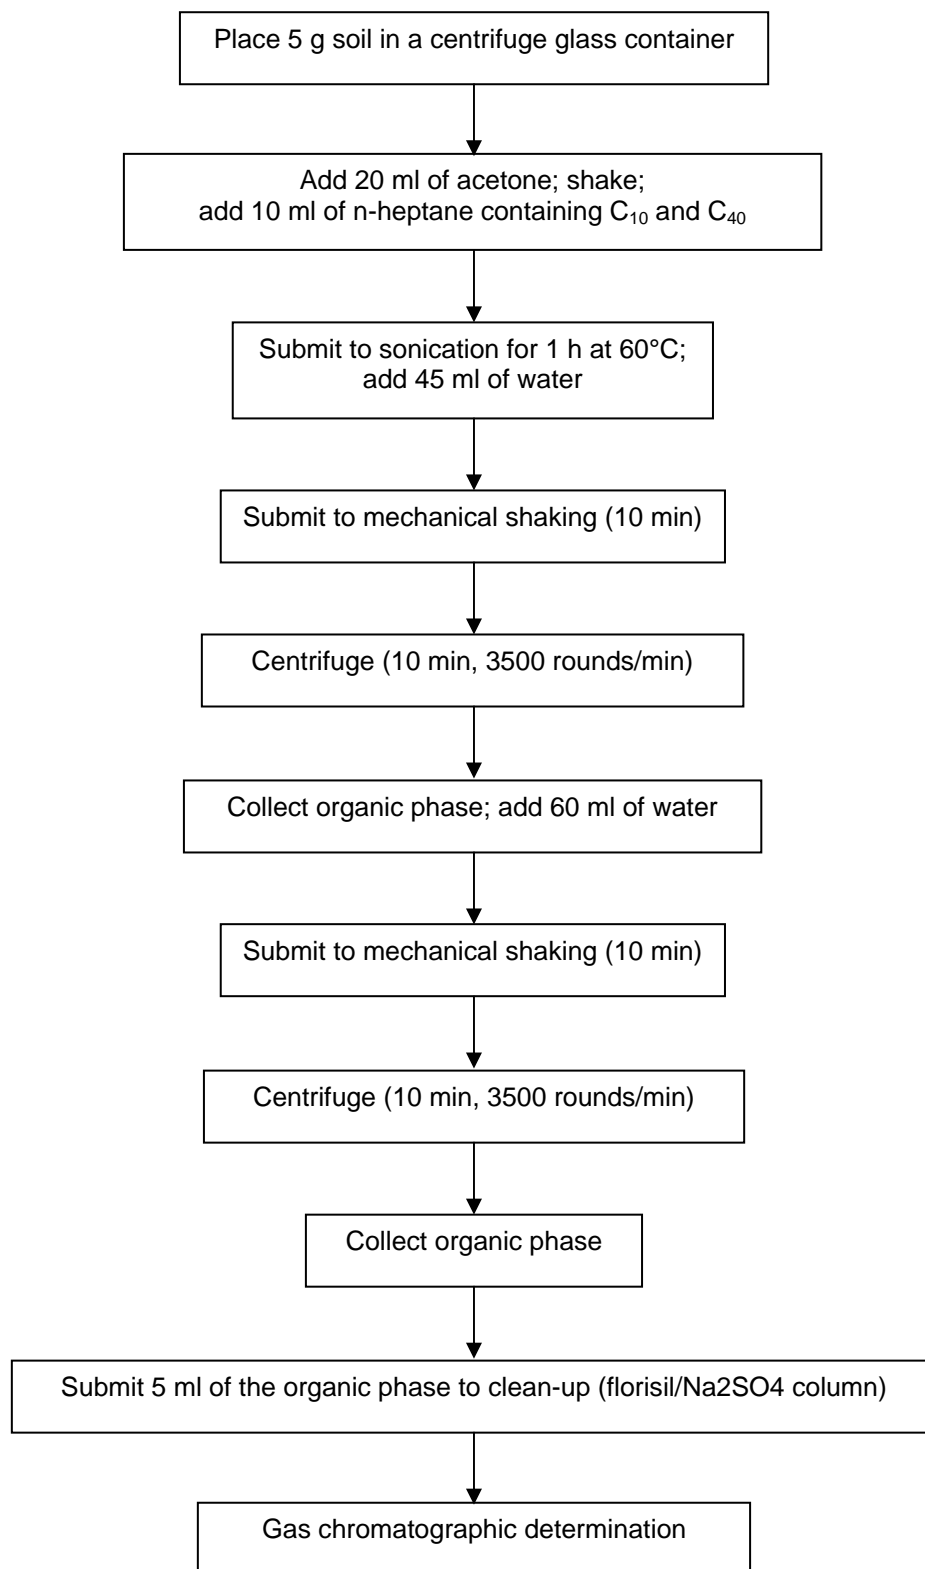 Place 5 g soil in a centrifuge glass container
Add 20 ml of acetone; shake;
add 10 ml of n-heptane containing C₁₀ and C₄₀
Submit to sonication for 1 h at 60°C;
add 45 ml of water
Submit to mechanical shaking (10 min)
Centrifuge (10 min, 3500 rounds/min)
Collect organic phase; add 60 ml of water
Submit to mechanical shaking (10 min)
Centrifuge (10 min, 3500 rounds/min)
Collect organic phase
Submit 5 ml of the organic phase to clean-up (florisil/Na2SO4 column)
Gas chromatographic determination